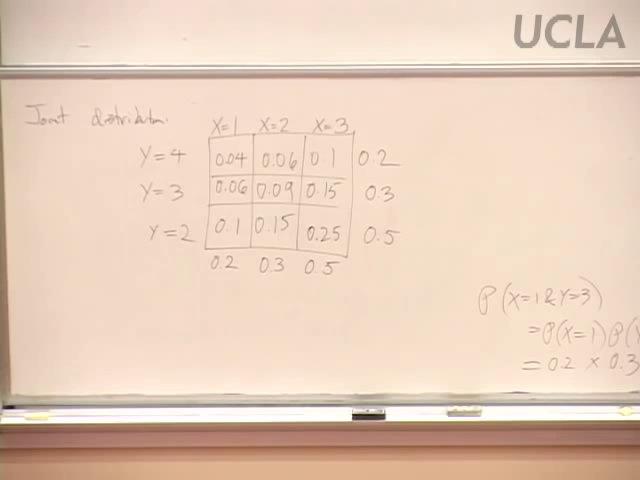 UCLA
Joint distribution.
X=1 X=2 X=3
Y=4 0.04 0.06 0.1 0.2
Y=3 0.06 0.09 0.15 0.3
Y=2 0.1 0.15 0.25 0.5
0.2 0.3 0.5
P(X=1&Y=3)
=P(X=1)P(Y
=0.2 × 0.3